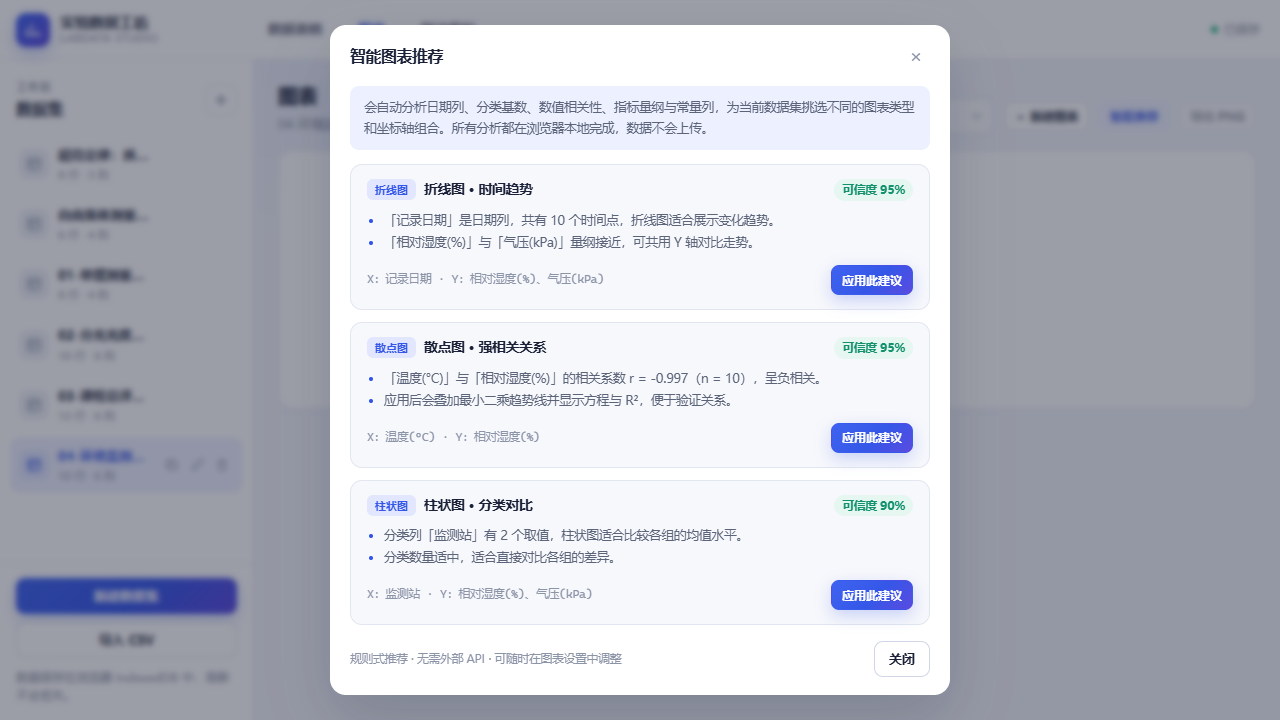 智能图表推荐
×
会自动分析日期列、分类基数、数值相关性、指标量纲与常量列，为当前数据集挑选不同的图表类型
和坐标轴组合。所有分析都在浏览器本地完成，数据不会上传。
折线图 折线图 • 时间趋势 可信度 95%
• 「记录日期」是日期列，共有 10 个时间点，折线图适合展示变化趋势。
• 「相对湿度(%)」与「气压(kPa)」量纲接近，可共用 Y 轴对比走势。
X: 记录日期 · Y: 相对湿度(%)、气压(kPa) 应用此建议
散点图 散点图 • 强相关关系 可信度 95%
• 「温度(°C)」与「相对湿度(%)」的相关系数 r = -0.997（n = 10），呈负相关。
• 应用后会叠加最小二乘趋势线并显示方程与 R²，便于验证关系。
X: 温度(°C) · Y: 相对湿度(%) 应用此建议
柱状图 柱状图 • 分类对比 可信度 90%
• 分类列「监测站」有 2 个取值，柱状图适合比较各组的均值水平。
• 分类数量适中，适合直接对比各组的差异。
X: 监测站 · Y: 相对湿度(%)、气压(kPa) 应用此建议
规则式推荐 · 无需外部 API · 可随时在图表设置中调整 关闭